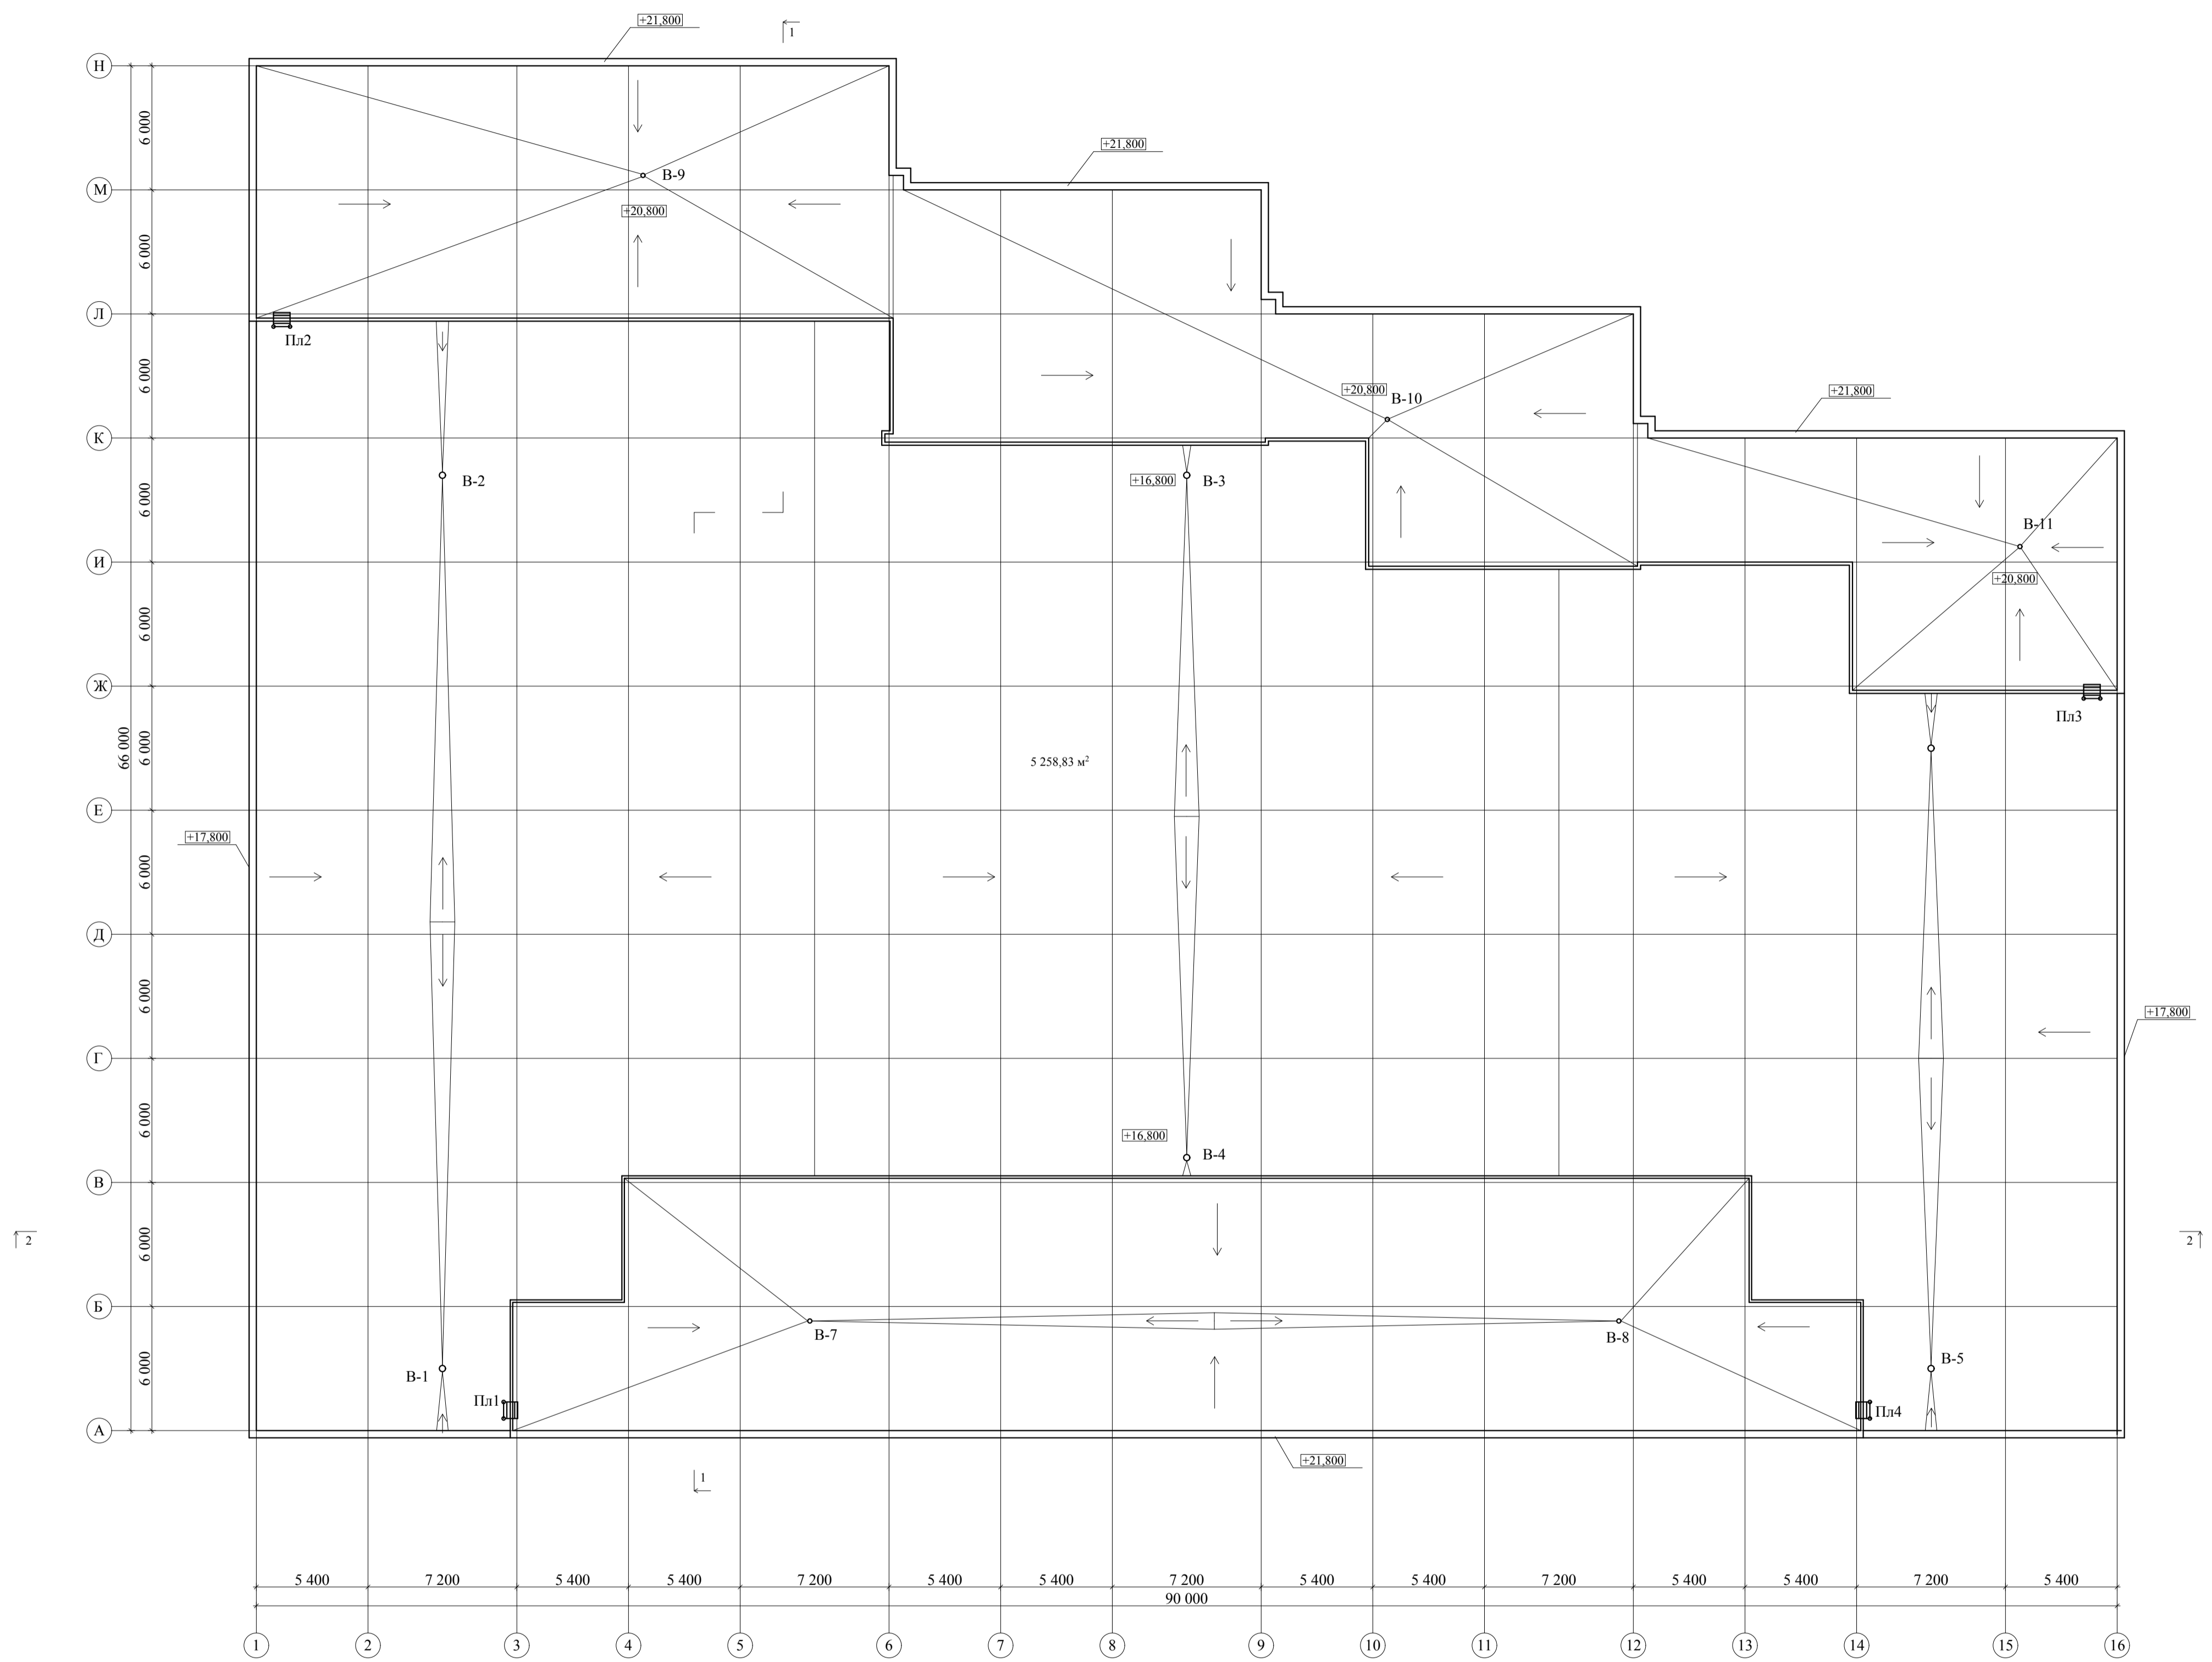 +21,800
1
Н
6 000
+21,800
М
В-9
+20,800
6 000
Л
Пл2
6 000
+20,800
В-10
+21,800
К
В-2
+16,800
В-3
6 000
В-11
И
+20,800
6 000
Ж
Пл3
66 000
6 000
5 258,83 м²
Е
+17,800
6 000
Д
6 000
+17,800
Г
6 000
+16,800
В-4
В
2
6 000
2
Б
В-7
В-8
В-1
6 000
В-5
Пл1
Пл4
А
+21,800
1
5 400
7 200
5 400
5 400
7 200
5 400
5 400
7 200
5 400
5 400
7 200
5 400
5 400
7 200
5 400
90 000
1
2
3
4
5
6
7
8
9
10
11
12
13
14
15
16